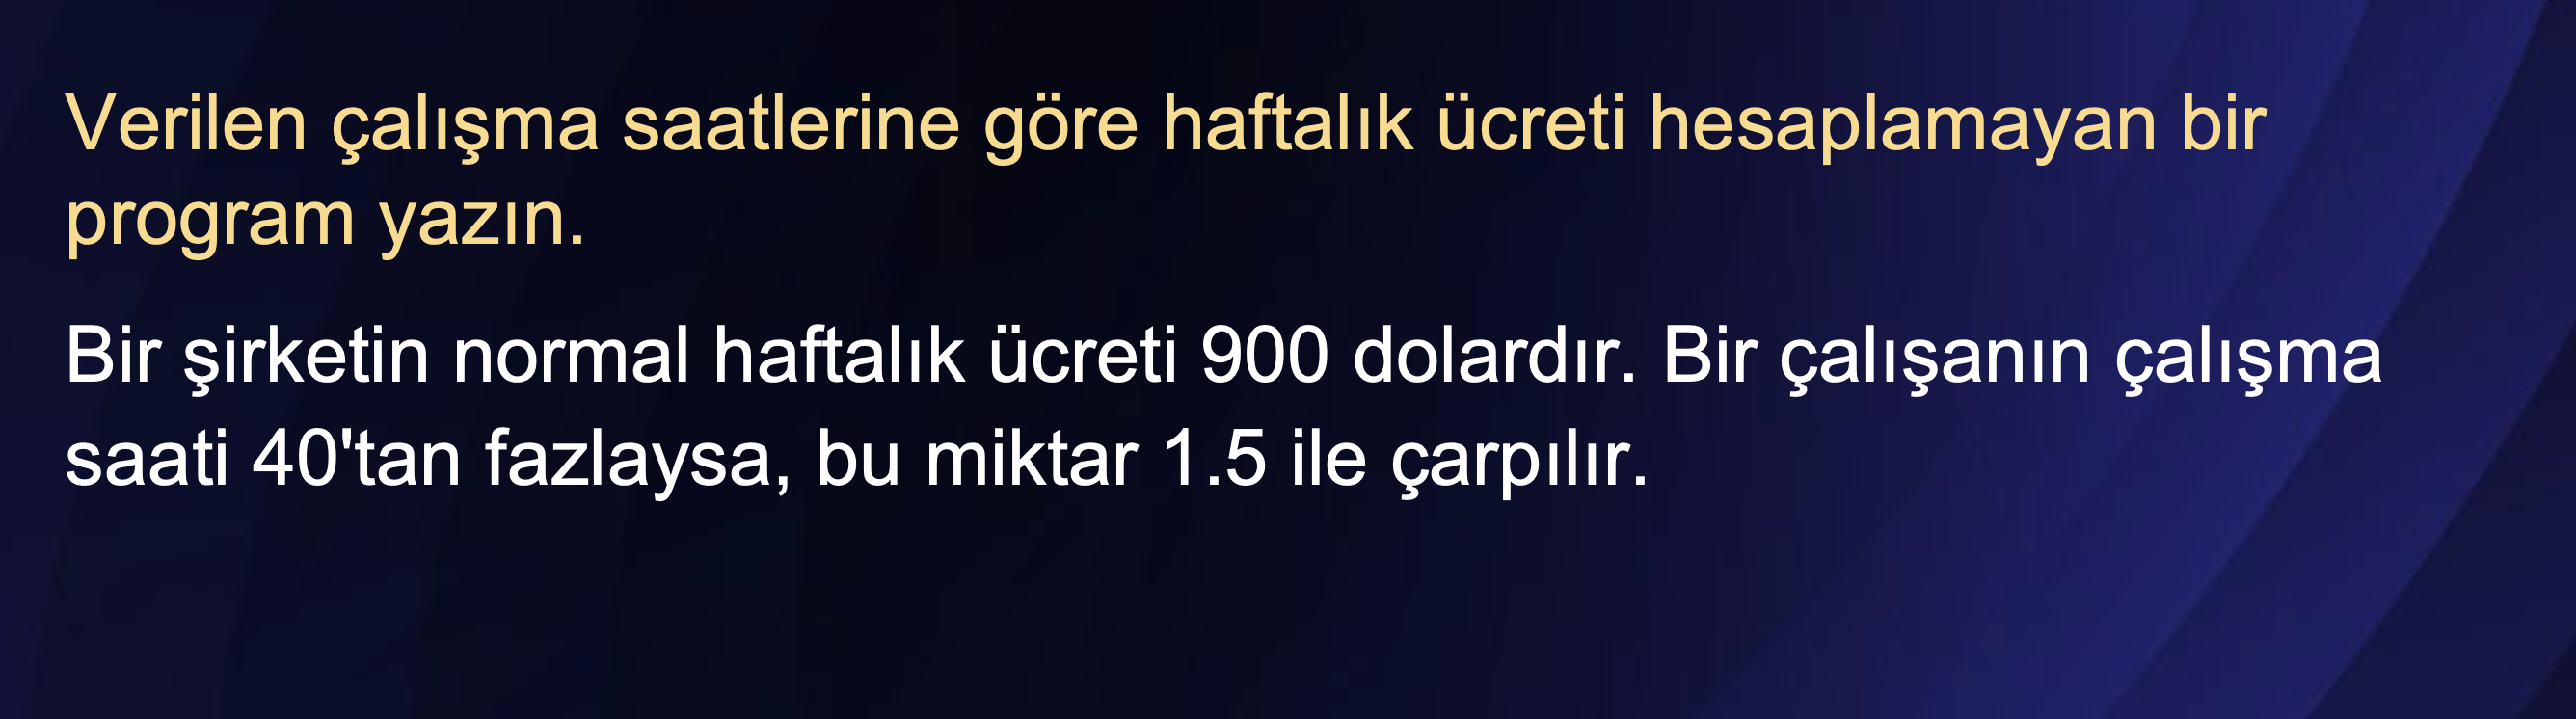 Verilen çalışma saatlerine göre haftalık ücreti hesaplamayan bir
program yazın.
Bir şirketin normal haftalık ücreti 900 dolardır. Bir çalışanın çalışma
saati 40'tan fazlaysa, bu miktar 1.5 ile çarpılır.